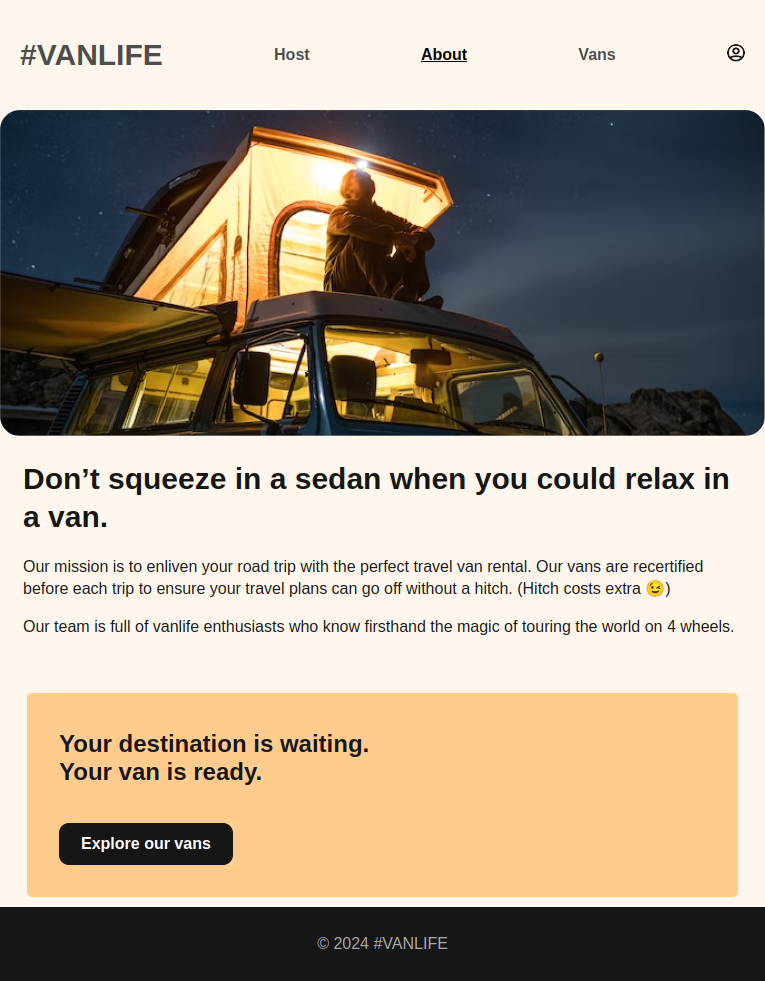 #VANLIFE Host About Vans
Don’t squeeze in a sedan when you could relax in
a van.
Our mission is to enliven your road trip with the perfect travel van rental. Our vans are recertified
before each trip to ensure your travel plans can go off without a hitch. (Hitch costs extra 😉)
Our team is full of vanlife enthusiasts who know firsthand the magic of touring the world on 4 wheels.
Your destination is waiting.
Your van is ready.
Explore our vans
© 2024 #VANLIFE